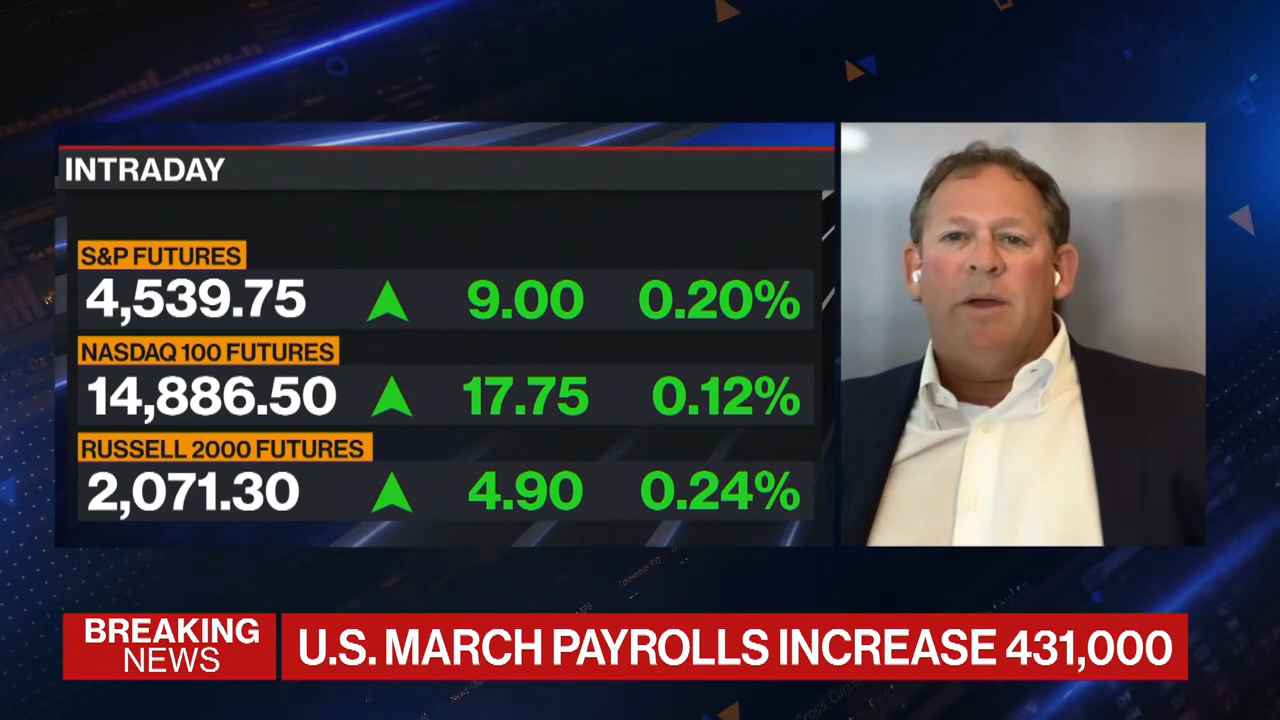 INTRADAY
S&P FUTURES
4,539.75 9.00 0.20%
NASDAQ 100 FUTURES
14,886.50 17.75 0.12%
RUSSELL 2000 FUTURES
2,071.30 4.90 0.24%
BREAKING
NEWS
U.S. MARCH PAYROLLS INCREASE 431,000